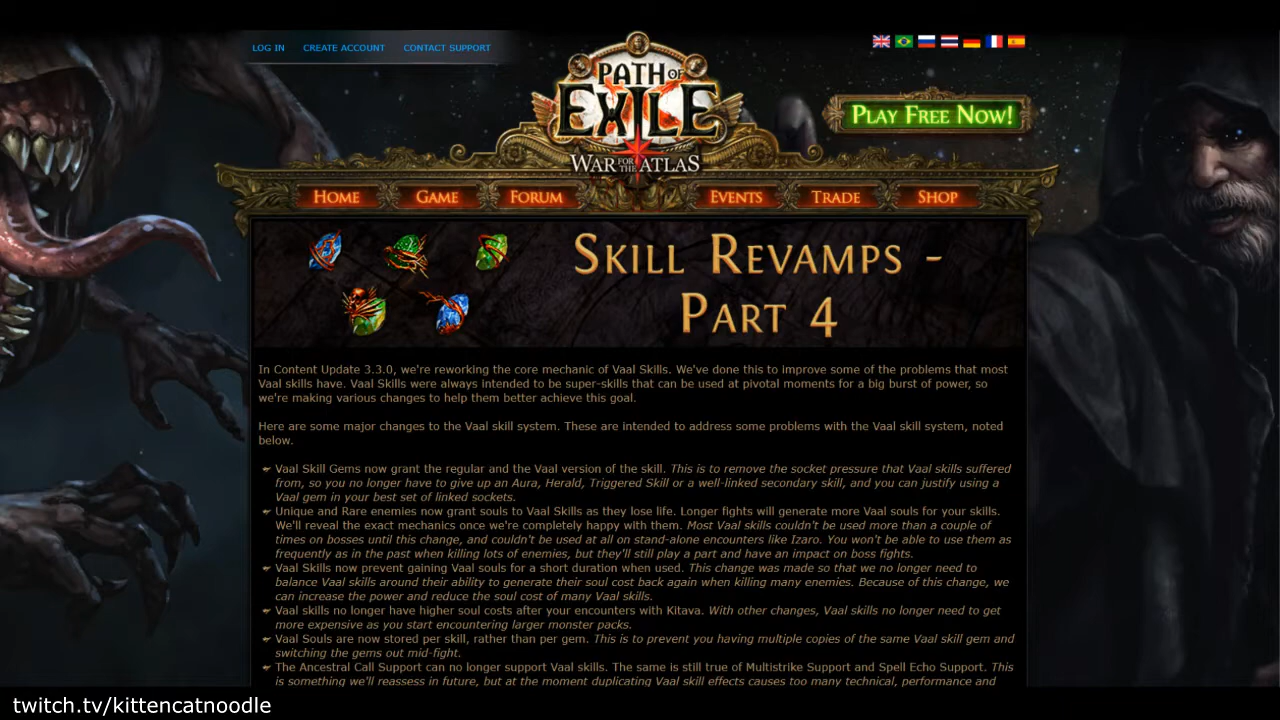 LOG IN CREATE ACCOUNT CONTACT SUPPORT
PATH OF
EXILE
WAR FOR THE ATLAS
PLAY FREE NOW!
HOME GAME FORUM EVENTS TRADE SHOP
SKILL REVAMPS -
PART 4
In Content Update 3.3.0, we're reworking the core mechanic of Vaal Skills. We've done this to improve some of the problems that most
Vaal skills have. Vaal Skills were always intended to be super-skills that can be used at pivotal moments for a big burst of power, so
we're making various changes to help them better achieve this goal.
Here are some major changes to the Vaal skill system. These are intended to address some problems with the Vaal skill system, noted
below.
Vaal Skill Gems now grant the regular and the Vaal version of the skill. This is to remove the socket pressure that Vaal skills suffered
from, so you no longer have to give up an Aura, Herald, Triggered Skill or a well-linked secondary skill, and you can justify using a
Vaal gem in your best set of linked sockets.
Unique and Rare enemies now grant souls to Vaal Skills as they lose life. Longer fights will generate more Vaal souls for your skills.
We'll reveal the exact mechanics once we're completely happy with them. Most Vaal skills couldn't be used more than a couple of
times on bosses until this change, and couldn't be used at all on stand-alone encounters like Izaro. You won't be able to use them as
frequently as in the past when killing lots of enemies, but they'll still play a part and have an impact on boss fights.
Vaal Skills now prevent gaining Vaal souls for a short duration when used. This change was made so that we no longer need to
balance Vaal skills around their ability to generate their soul cost back again when killing many enemies. Because of this change, we
can increase the power and reduce the soul cost of many Vaal skills.
Vaal skills no longer have higher soul costs after your encounters with Kitava. With other changes, Vaal skills no longer need to get
more expensive as you start encountering larger monster packs.
Vaal Souls are now stored per skill, rather than per gem. This is to prevent you having multiple copies of the same Vaal skill gem and
switching the gems out mid-fight.
The Ancestral Call Support can no longer support Vaal skills. The same is still true of Multistrike Support and Spell Echo Support. This
is something we'll reassess in future, but at the moment duplicating Vaal skill effects causes too many technical, performance and
twitch.tv/kittencatnoodle